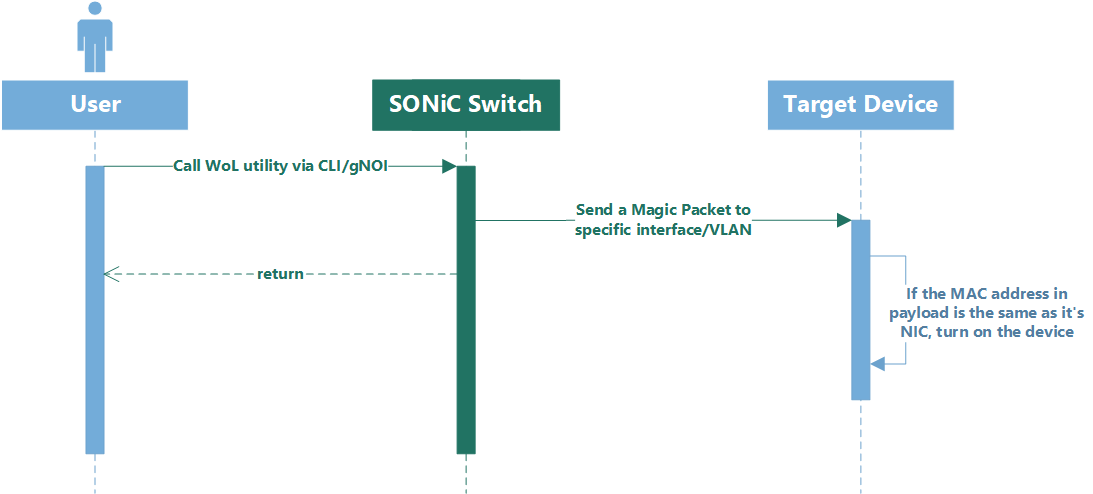 User
SONiC Switch
Target Device
Call WoL utility via CLI/gNOI
Send a Magic Packet to
specific interface/VLAN
return
If the MAC address in
payload is the same as it's
NIC, turn on the device